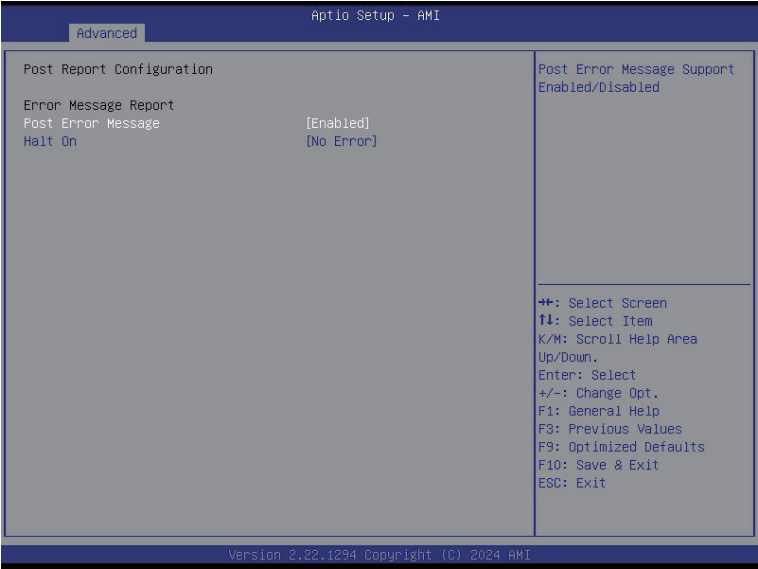 Aptio Setup – AMI
Advanced
Post Report Configuration
Error Message Report
Post Error Message [Enabled]
Halt On [No Error]
Post Error Message Support
Enabled/Disabled
→←: Select Screen
↑↓: Select Item
K/M: Scroll Help Area
Up/Down.
Enter: Select
+/-: Change Opt.
F1: General Help
F3: Previous Values
F9: Optimized Defaults
F10: Save & Exit
ESC: Exit
Version 2.22.1294 Copyright (C) 2024 AMI